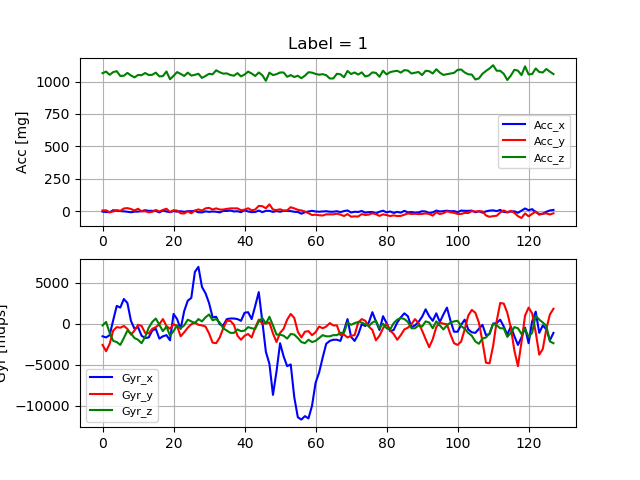 Label = 1
1000
750
500
250
0
Acc [mg]
Acc_x
Acc_y
Acc_z
0 20 40 60 80 100 120
5000
0
−5000
−10000
Gyr [mdps]
Gyr_x
Gyr_y
Gyr_z
0 20 40 60 80 100 120